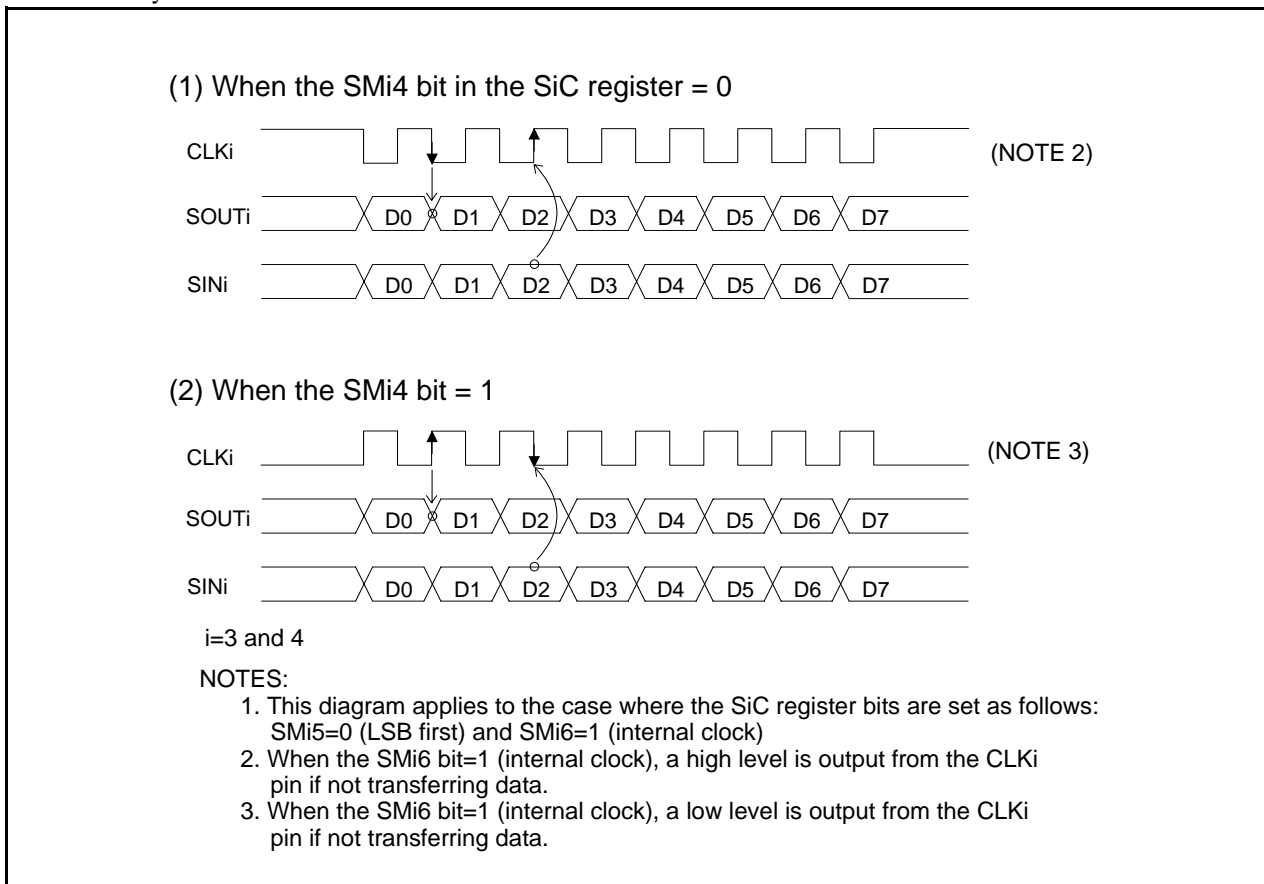 (1) When the SMi4 bit in the SiC register = 0
CLKi
(NOTE 2)
SOUTi D0 D1 D2 D3 D4 D5 D6 D7
SINi D0 D1 D2 D3 D4 D5 D6 D7
(2) When the SMi4 bit = 1
CLKi
(NOTE 3)
SOUTi D0 D1 D2 D3 D4 D5 D6 D7
SINi D0 D1 D2 D3 D4 D5 D6 D7
i=3 and 4
NOTES:
1. This diagram applies to the case where the SiC register bits are set as follows:
SMi5=0 (LSB first) and SMi6=1 (internal clock)
2. When the SMi6 bit=1 (internal clock), a high level is output from the CLKi
pin if not transferring data.
3. When the SMi6 bit=1 (internal clock), a low level is output from the CLKi
pin if not transferring data.